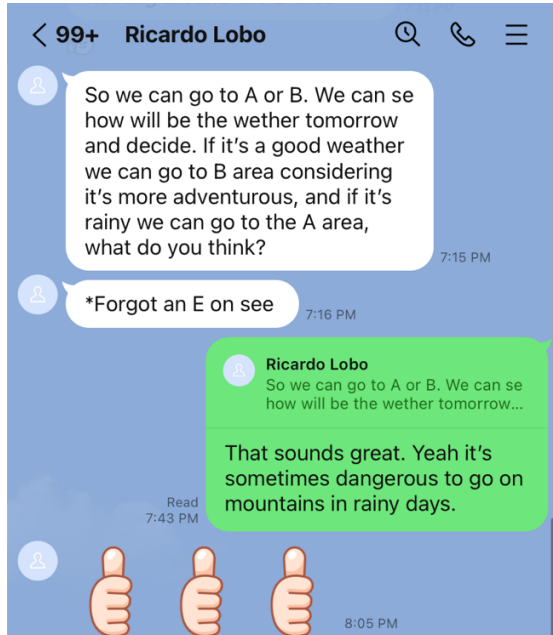 99+ Ricardo Lobo
So we can go to A or B. We can se
how will be the wether tomorrow
and decide. If it's a good weather
we can go to B area considering
it's more adventurous, and if it's
rainy we can go to the A area,
what do you think?
7:15 PM
*Forgot an E on see
7:16 PM
Ricardo Lobo
So we can go to A or B. We can se
how will be the wether tomorrow...
That sounds great. Yeah it's
sometimes dangerous to go on
mountains in rainy days.
Read
7:43 PM
8:05 PM